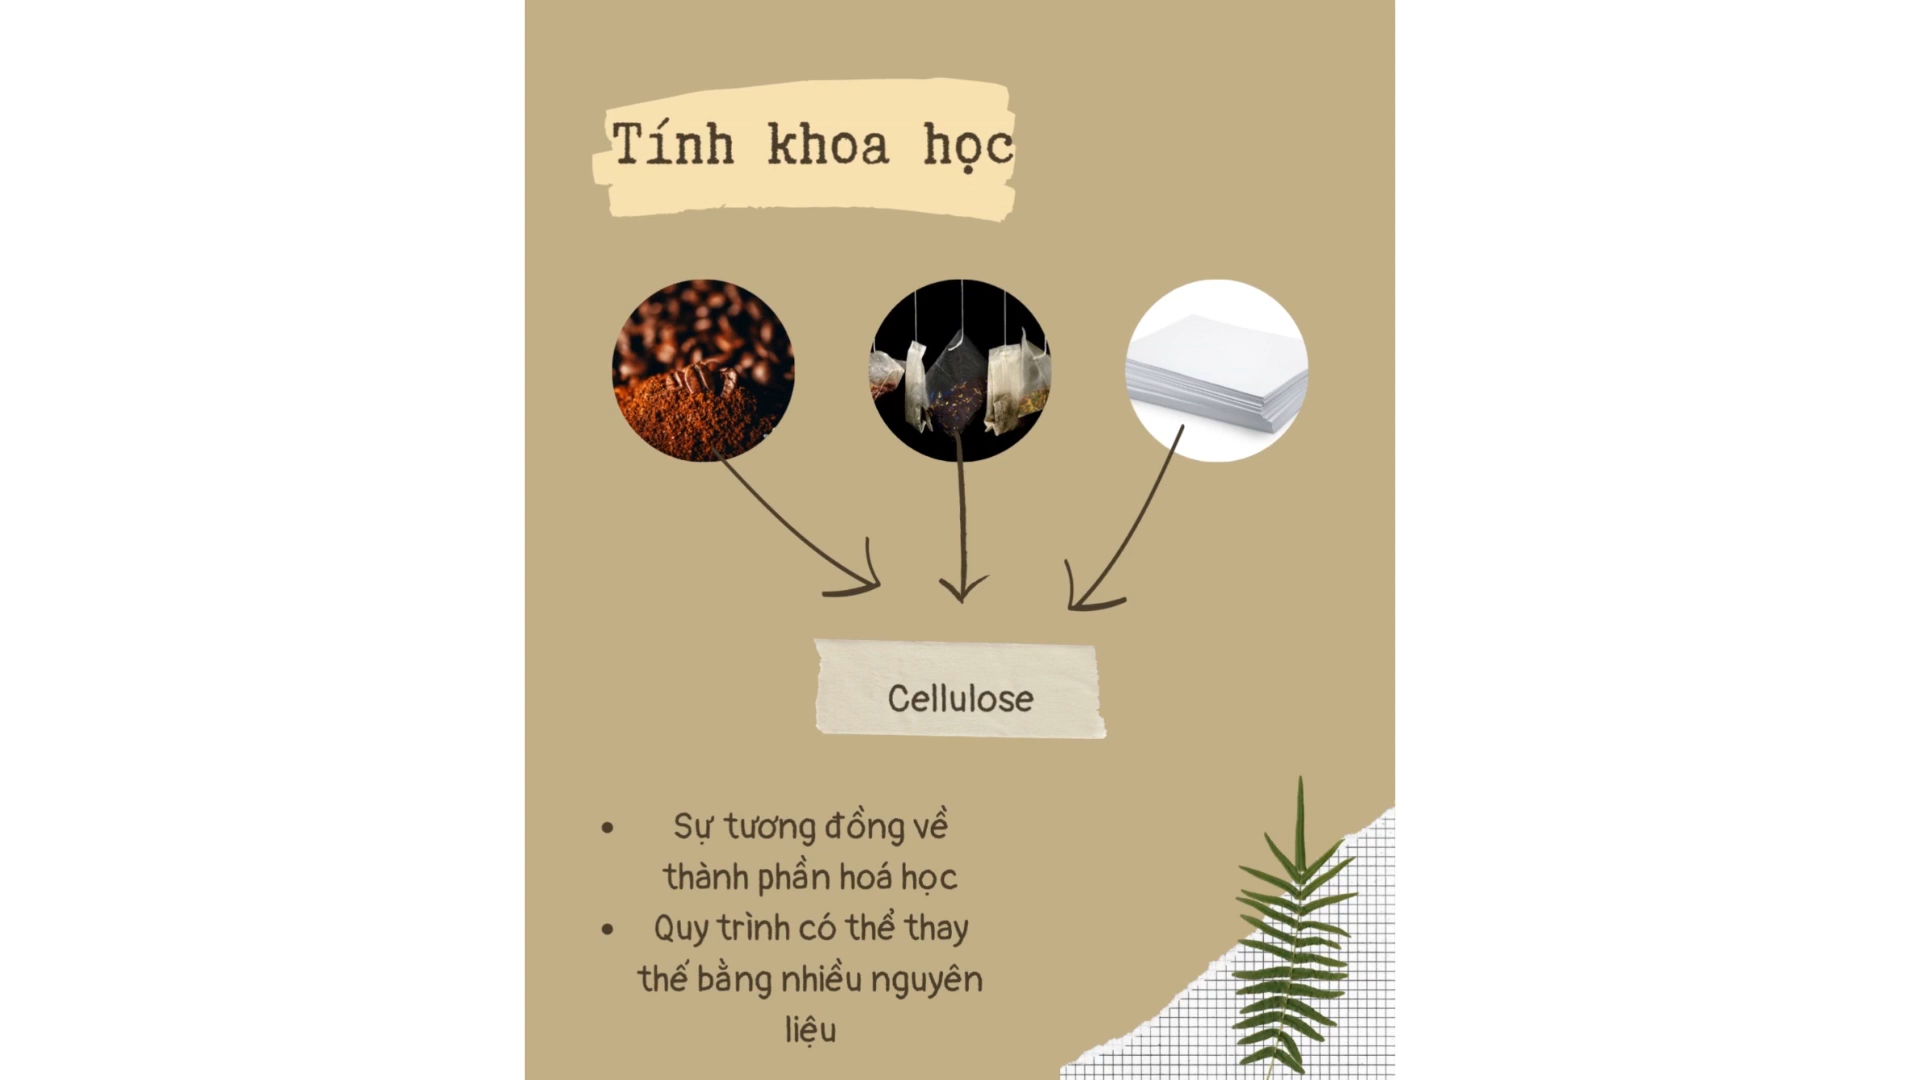 Tính khoa học
Cellulose
• Sự tương đồng về
thành phần hoá học
• Quy trình có thể thay
thế bằng nhiều nguyên
liệu